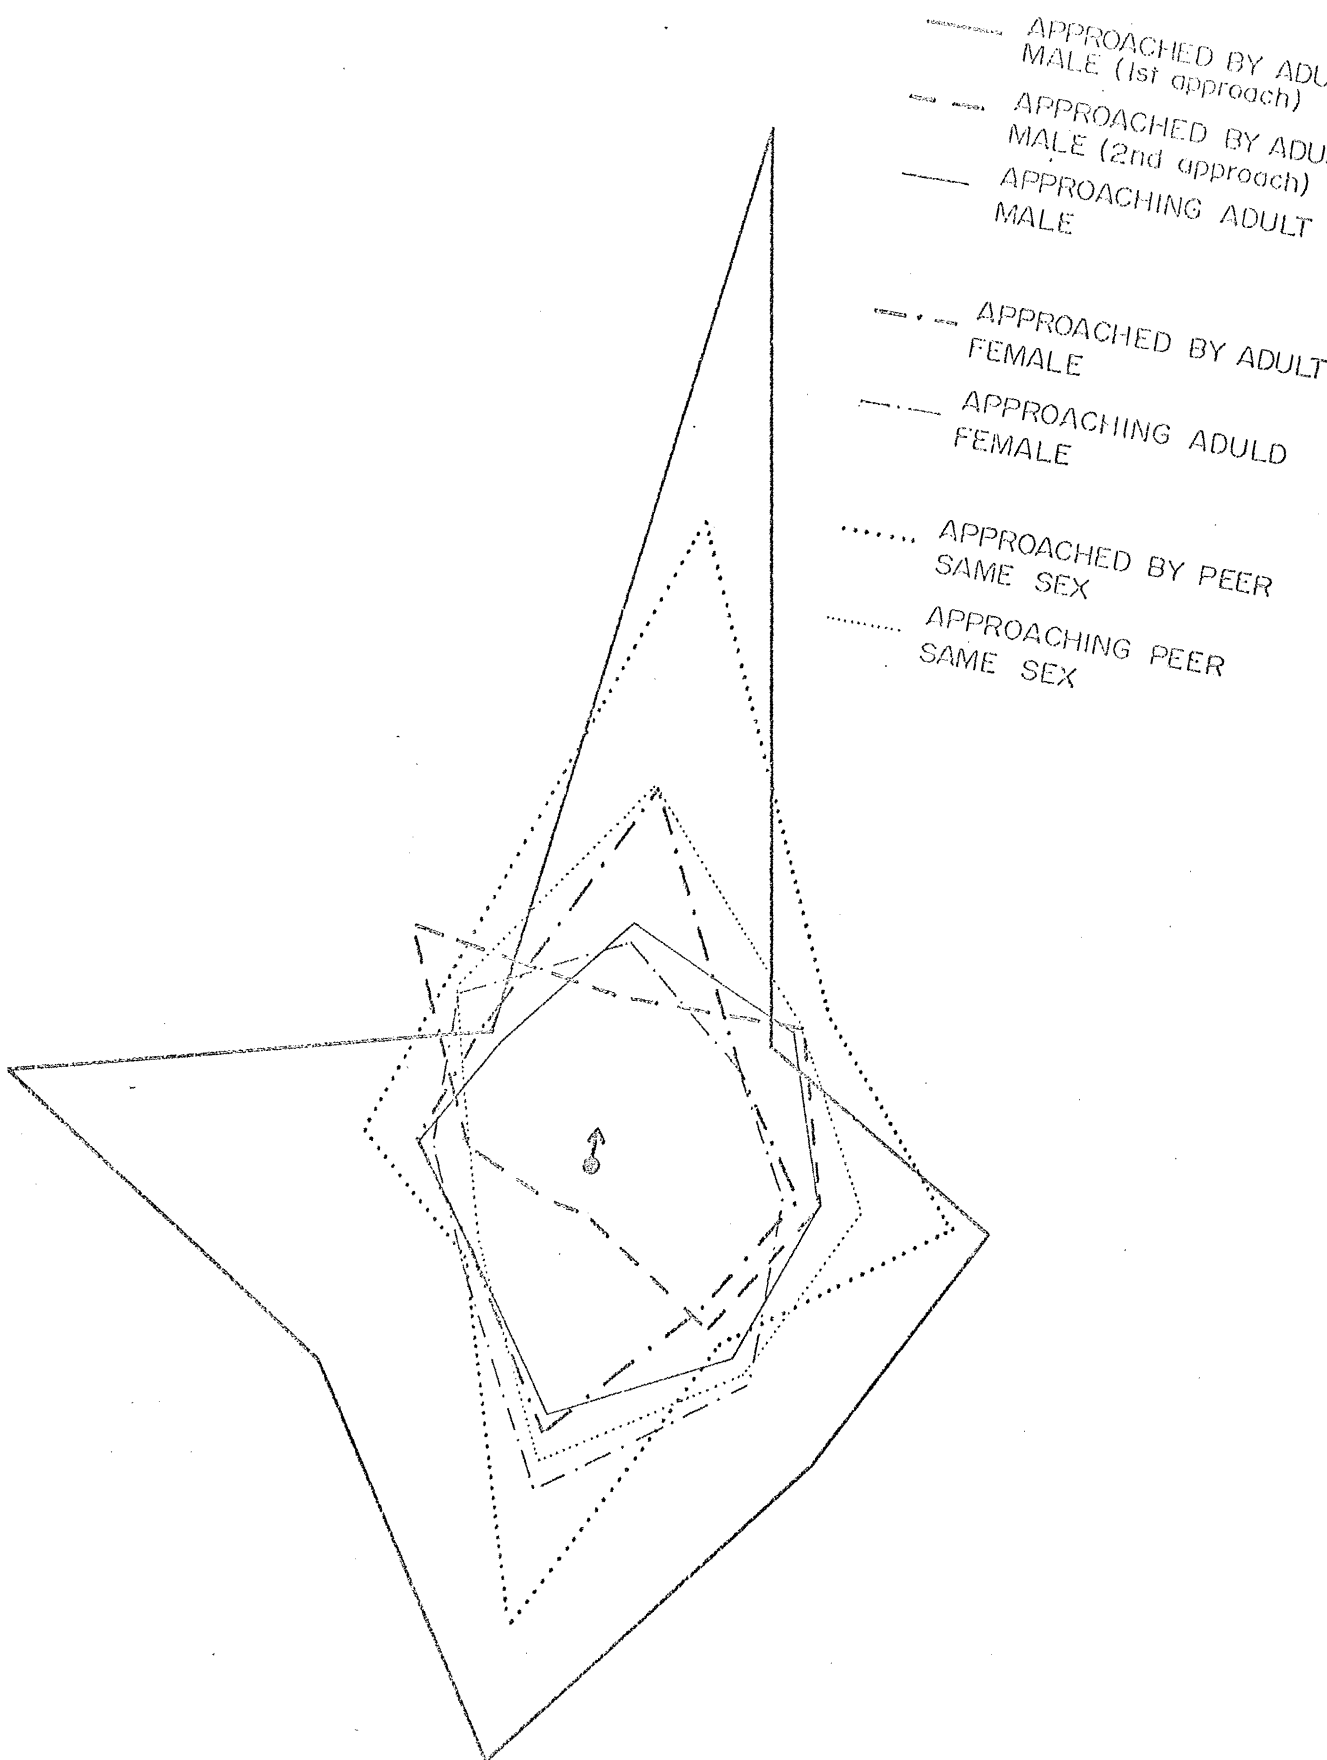 APPROACHED BY ADU
MALE (1st approach)
APPROACHED BY ADU
MALE (2nd approach)
APPROACHING ADULT
MALE
APPROACHED BY ADULT
FEMALE
APPROACHING ADULD
FEMALE
APPROACHED BY PEER
SAME SEX
APPROACHING PEER
SAME SEX